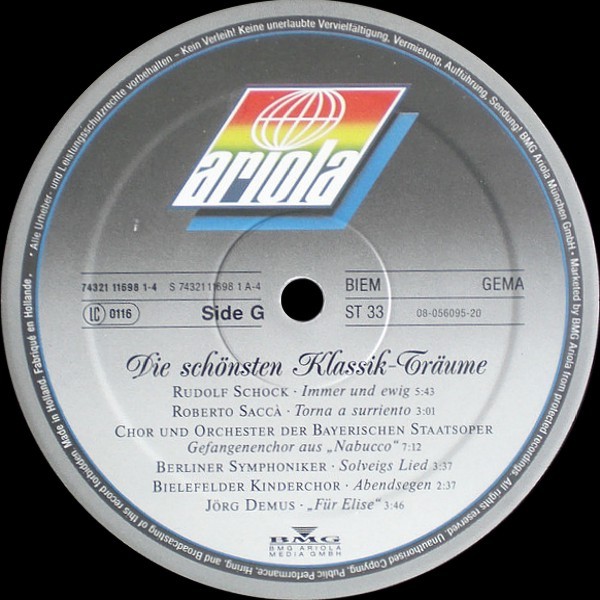 • Alle Urheber- und Leistungsschutzrechte vorbehalten – Kein Verleih! Keine unerlaubte Vervielfältigung, Vermietung, Aufführung, Sendung! BMG Ariola München GmbH • Marketed by BMG Ariola from protected recordings. All rights reserved. Unauthorised Copying, Public Performance, Hiring, and Broadcasting of this record forbidden. Made in Holland. Fabriqué en Hollande.
ariola
74321 11698 1-4 S 74321 11698 1 A-4 BIEM GEMA
LC 0116 Side G ST 33 08-056095-20
Die schönsten Klassik-Träume
RUDOLF SCHOCK · Immer und ewig 5:43
ROBERTO SACCÀ · Torna a surriento 3:01
CHOR UND ORCHESTER DER BAYERISCHEN STAATSOPER
Gefangenenchor aus „Nabucco“ 7:12
BERLINER SYMPHONIKER · Solveigs Lied 3:37
BIELEFELDER KINDERCHOR · Abendsegen 2:37
JÖRG DEMUS · „Für Elise“ 3:46
BMG
BMG ARIOLA
MEDIA GMBH